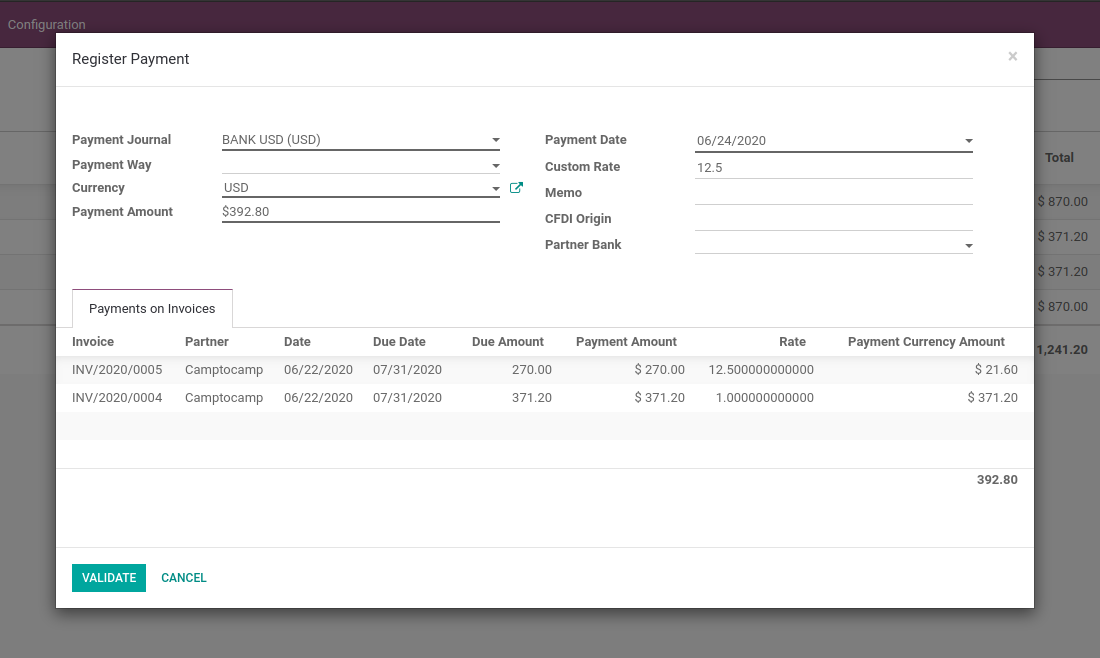 Configuration
Register Payment ×
Payment Journal BANK USD (USD) Payment Date 06/24/2020
Payment Way Custom Rate 12.5
Currency USD Memo
Payment Amount $392.80 CFDI Origin
Partner Bank
Total
$ 870.00
$ 371.20
$ 371.20
$ 870.00
1,241.20
Payments on Invoices
Invoice Partner Date Due Date Due Amount Payment Amount Rate Payment Currency Amount
INV/2020/0005 Camptocamp 06/22/2020 07/31/2020 270.00 $ 270.00 12.500000000000 $ 21.60
INV/2020/0004 Camptocamp 06/22/2020 07/31/2020 371.20 $ 371.20 1.000000000000 $ 371.20
392.80
VALIDATE CANCEL